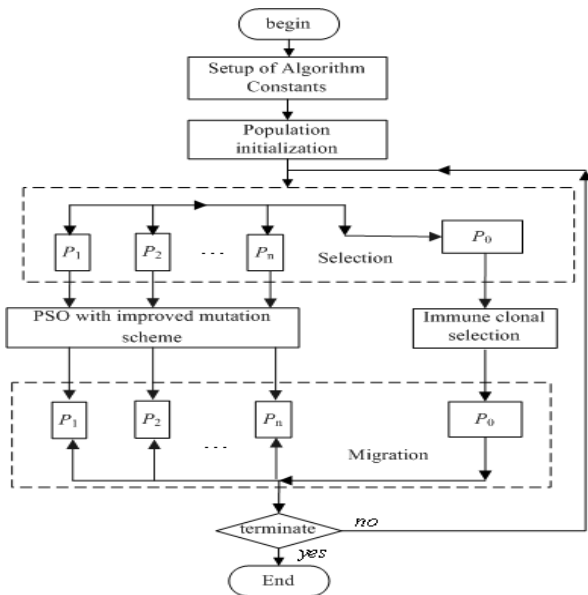 begin
Setup of Algorithm
Constants
Population
initialization
P1
P2
...
Pn
Selection
P0
PSO with improved mutation
scheme
Immune clonal
selection
P1
P2
...
Pn
Migration
P0
terminate
no
yes
End